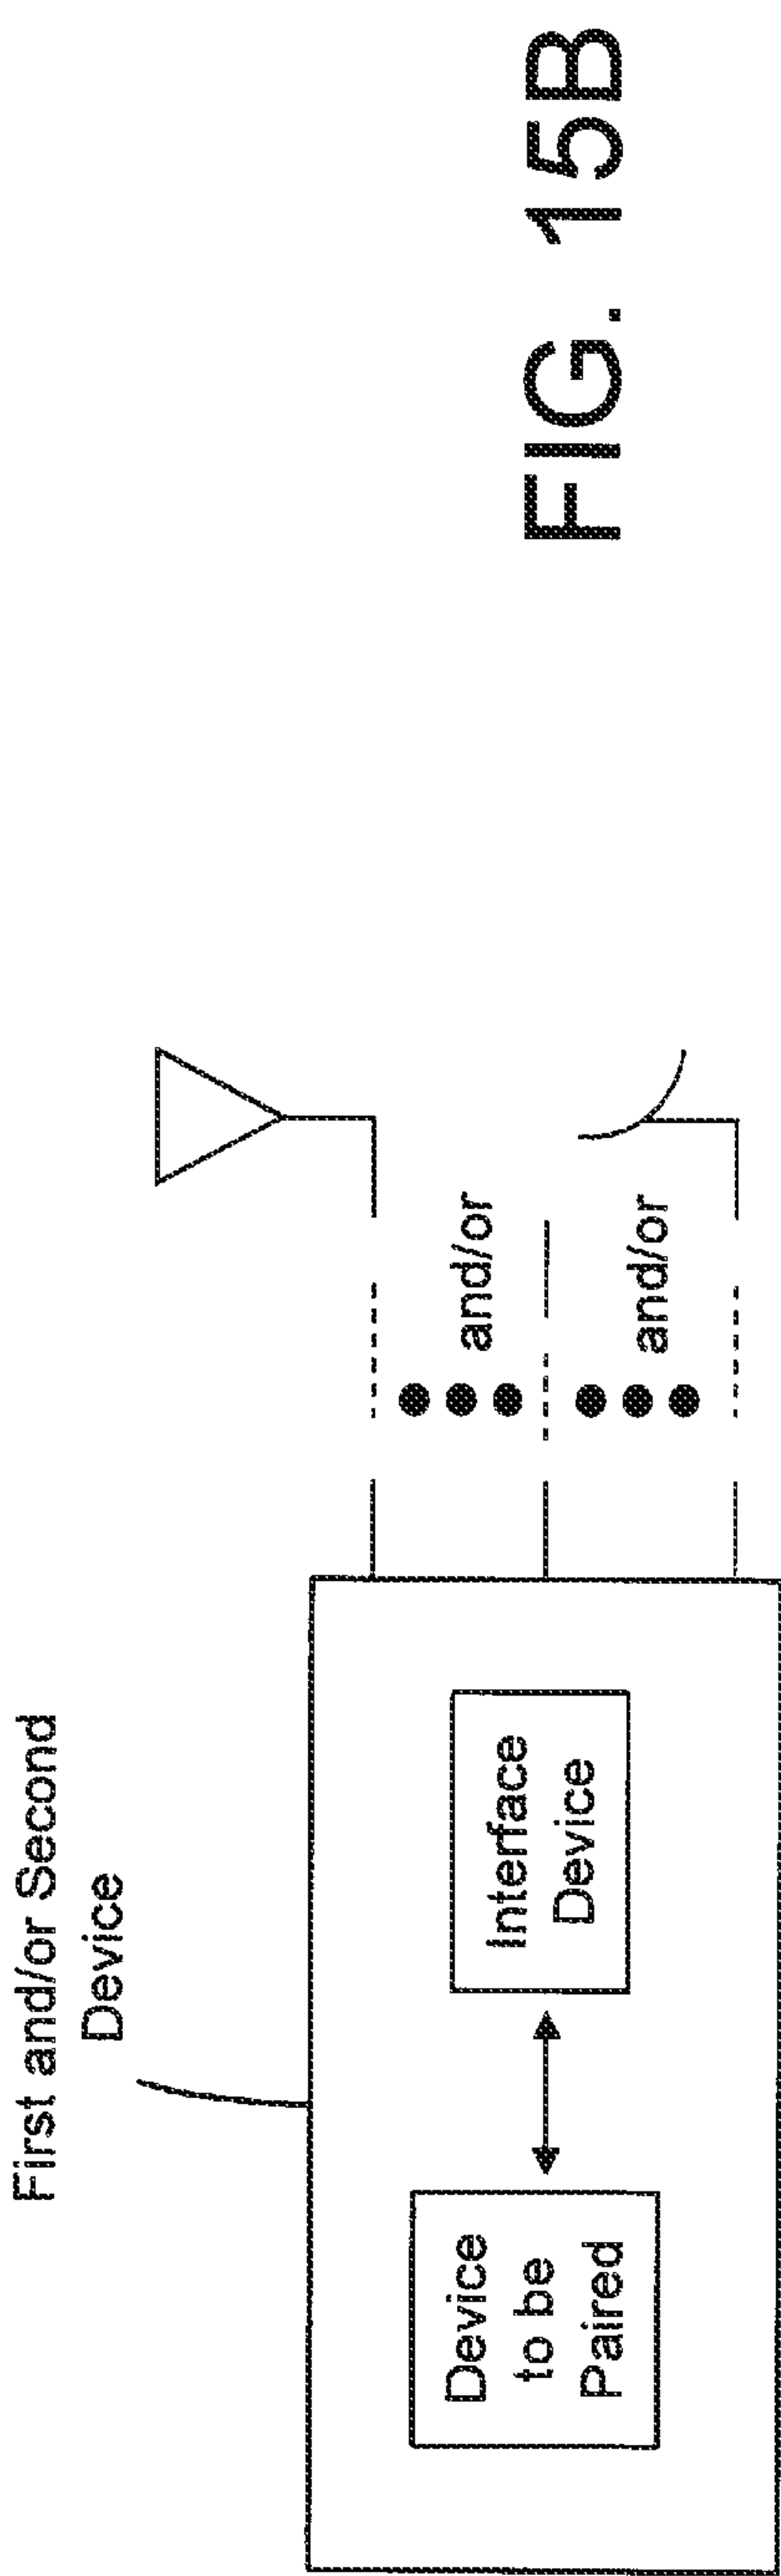 First and/or Second
Device
Device
to be
Paired
Interface
Device
and/or
and/or
FIG. 15B